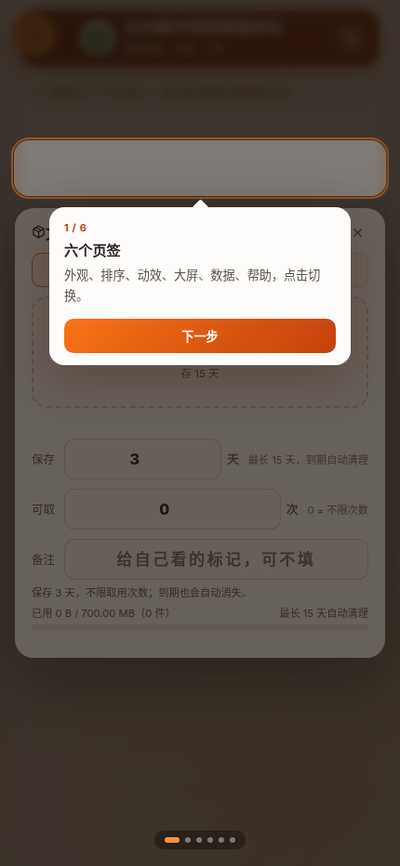 1 / 6
六个页签
外观、排序、动效、大屏、数据、帮助，点击切
换。
下一步
存 15 天
保存 3 天 最长 15 天，到期自动清理
可取 0 次 0 = 不限次数
备注 给自己看的标记，可不填
保存 3 天，不限取用次数；到期也会自动消失。
已用 0 B / 700.00 MB（0 件） 最长 15 天自动清理